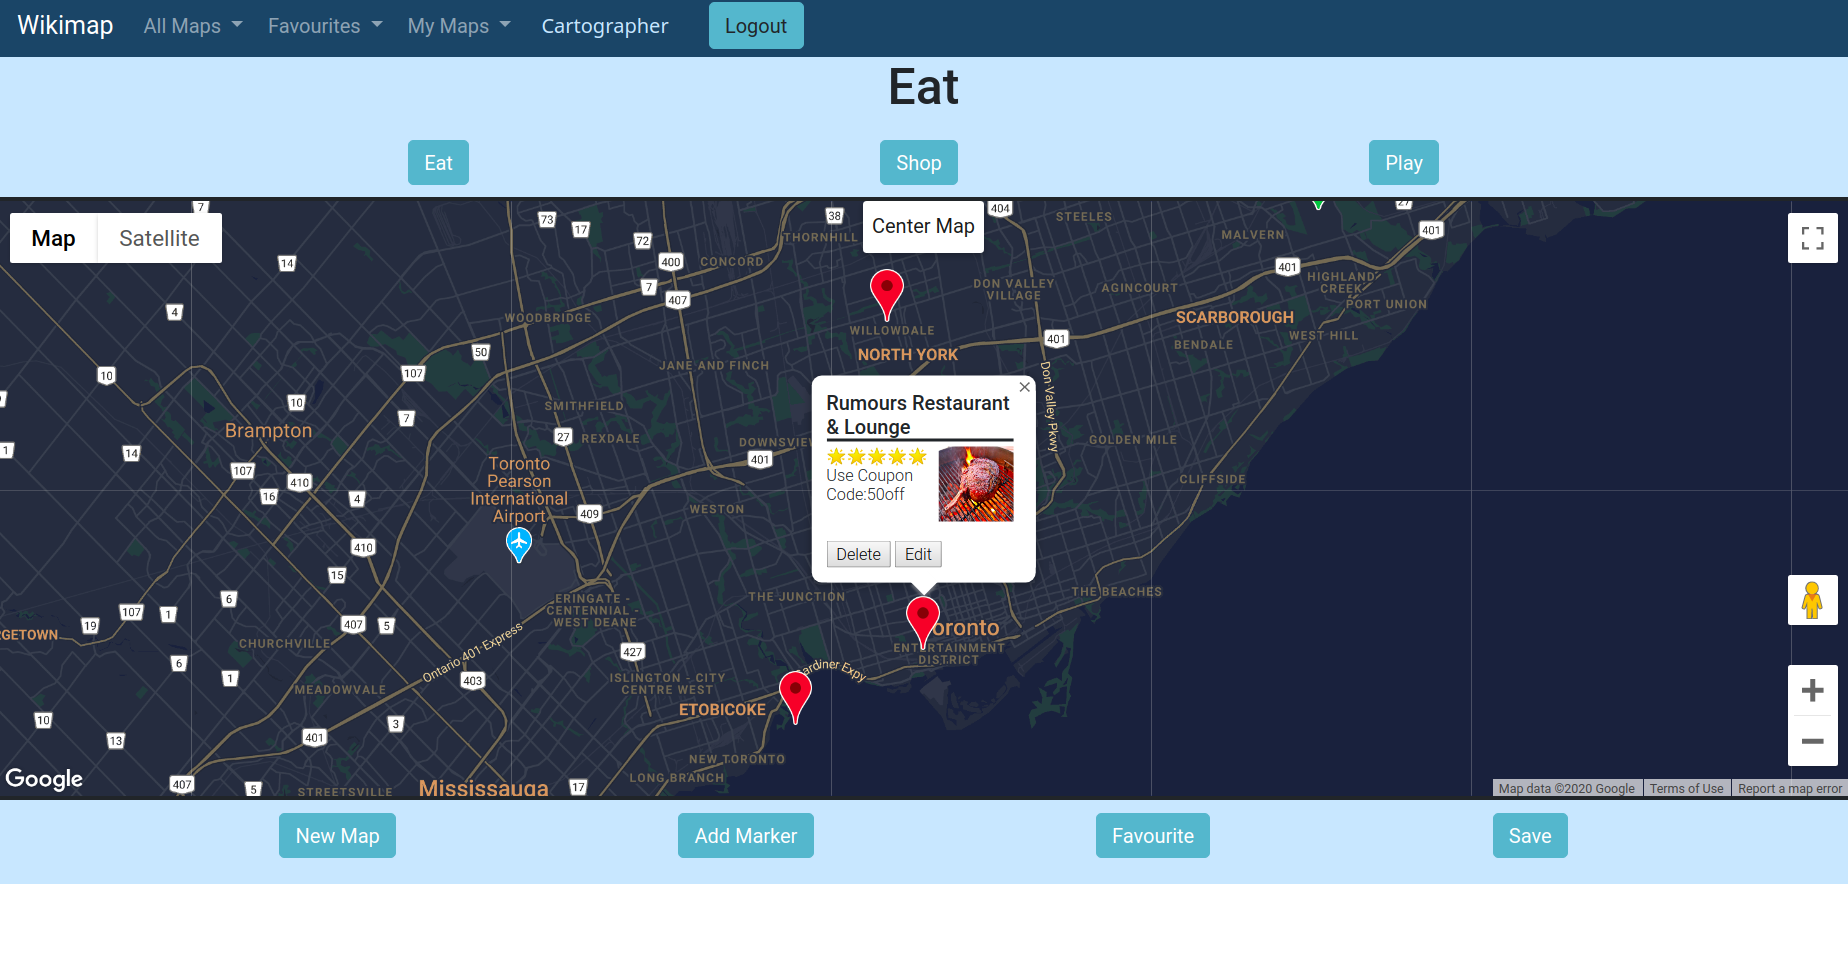 Wikimap All Maps Favourites My Maps Cartographer Logout
Eat
Eat Shop Play
Map Satellite
Center Map
7
73
17
38
404
27
401
STEELES
MALVERN
THORNHILL
72
400
CONCORD
14
7
407
4
DON VALLEY
VILLAGE
AGINCOURT
401
HIGHLAND
CREEK
PORT UNION
WOODBRIDGE
WILLOWDALE
SCARBOROUGH
NORTH YORK
401
BENDALE
WEST HILL
50
JANE AND FINCH
10
107
Don Valley Pkwy
10
7
SMITHFIELD
Brampton
27
REXDALE
401
GOLDEN MILE
1
14
107
410
16
4
Toronto
Pearson
International
Airport
409
WESTON
CLIFFSIDE
Rumours Restaurant
& Lounge
Use Coupon
Code:50off
Delete Edit
410
15
6
107
1
19
407
5
ERINGATE -
CENTENNIAL -
WEST DEANE
THE JUNCTION
THE BEACHES
CHURCHVILLE
Ontario 401 Express
427
ENTERTAINMENT
DISTRICT
6
1
403
MEADOWVALE
ISLINGTON - CITY
CENTRE WEST
ETOBICOKE
10
13
401
3
NEW TORONTO
LONG BRANCH
Google
407
5
STREETSVILLE
Mississauga
17
Map data ©2020 Google Terms of Use Report a map error
New Map Add Marker Favourite Save